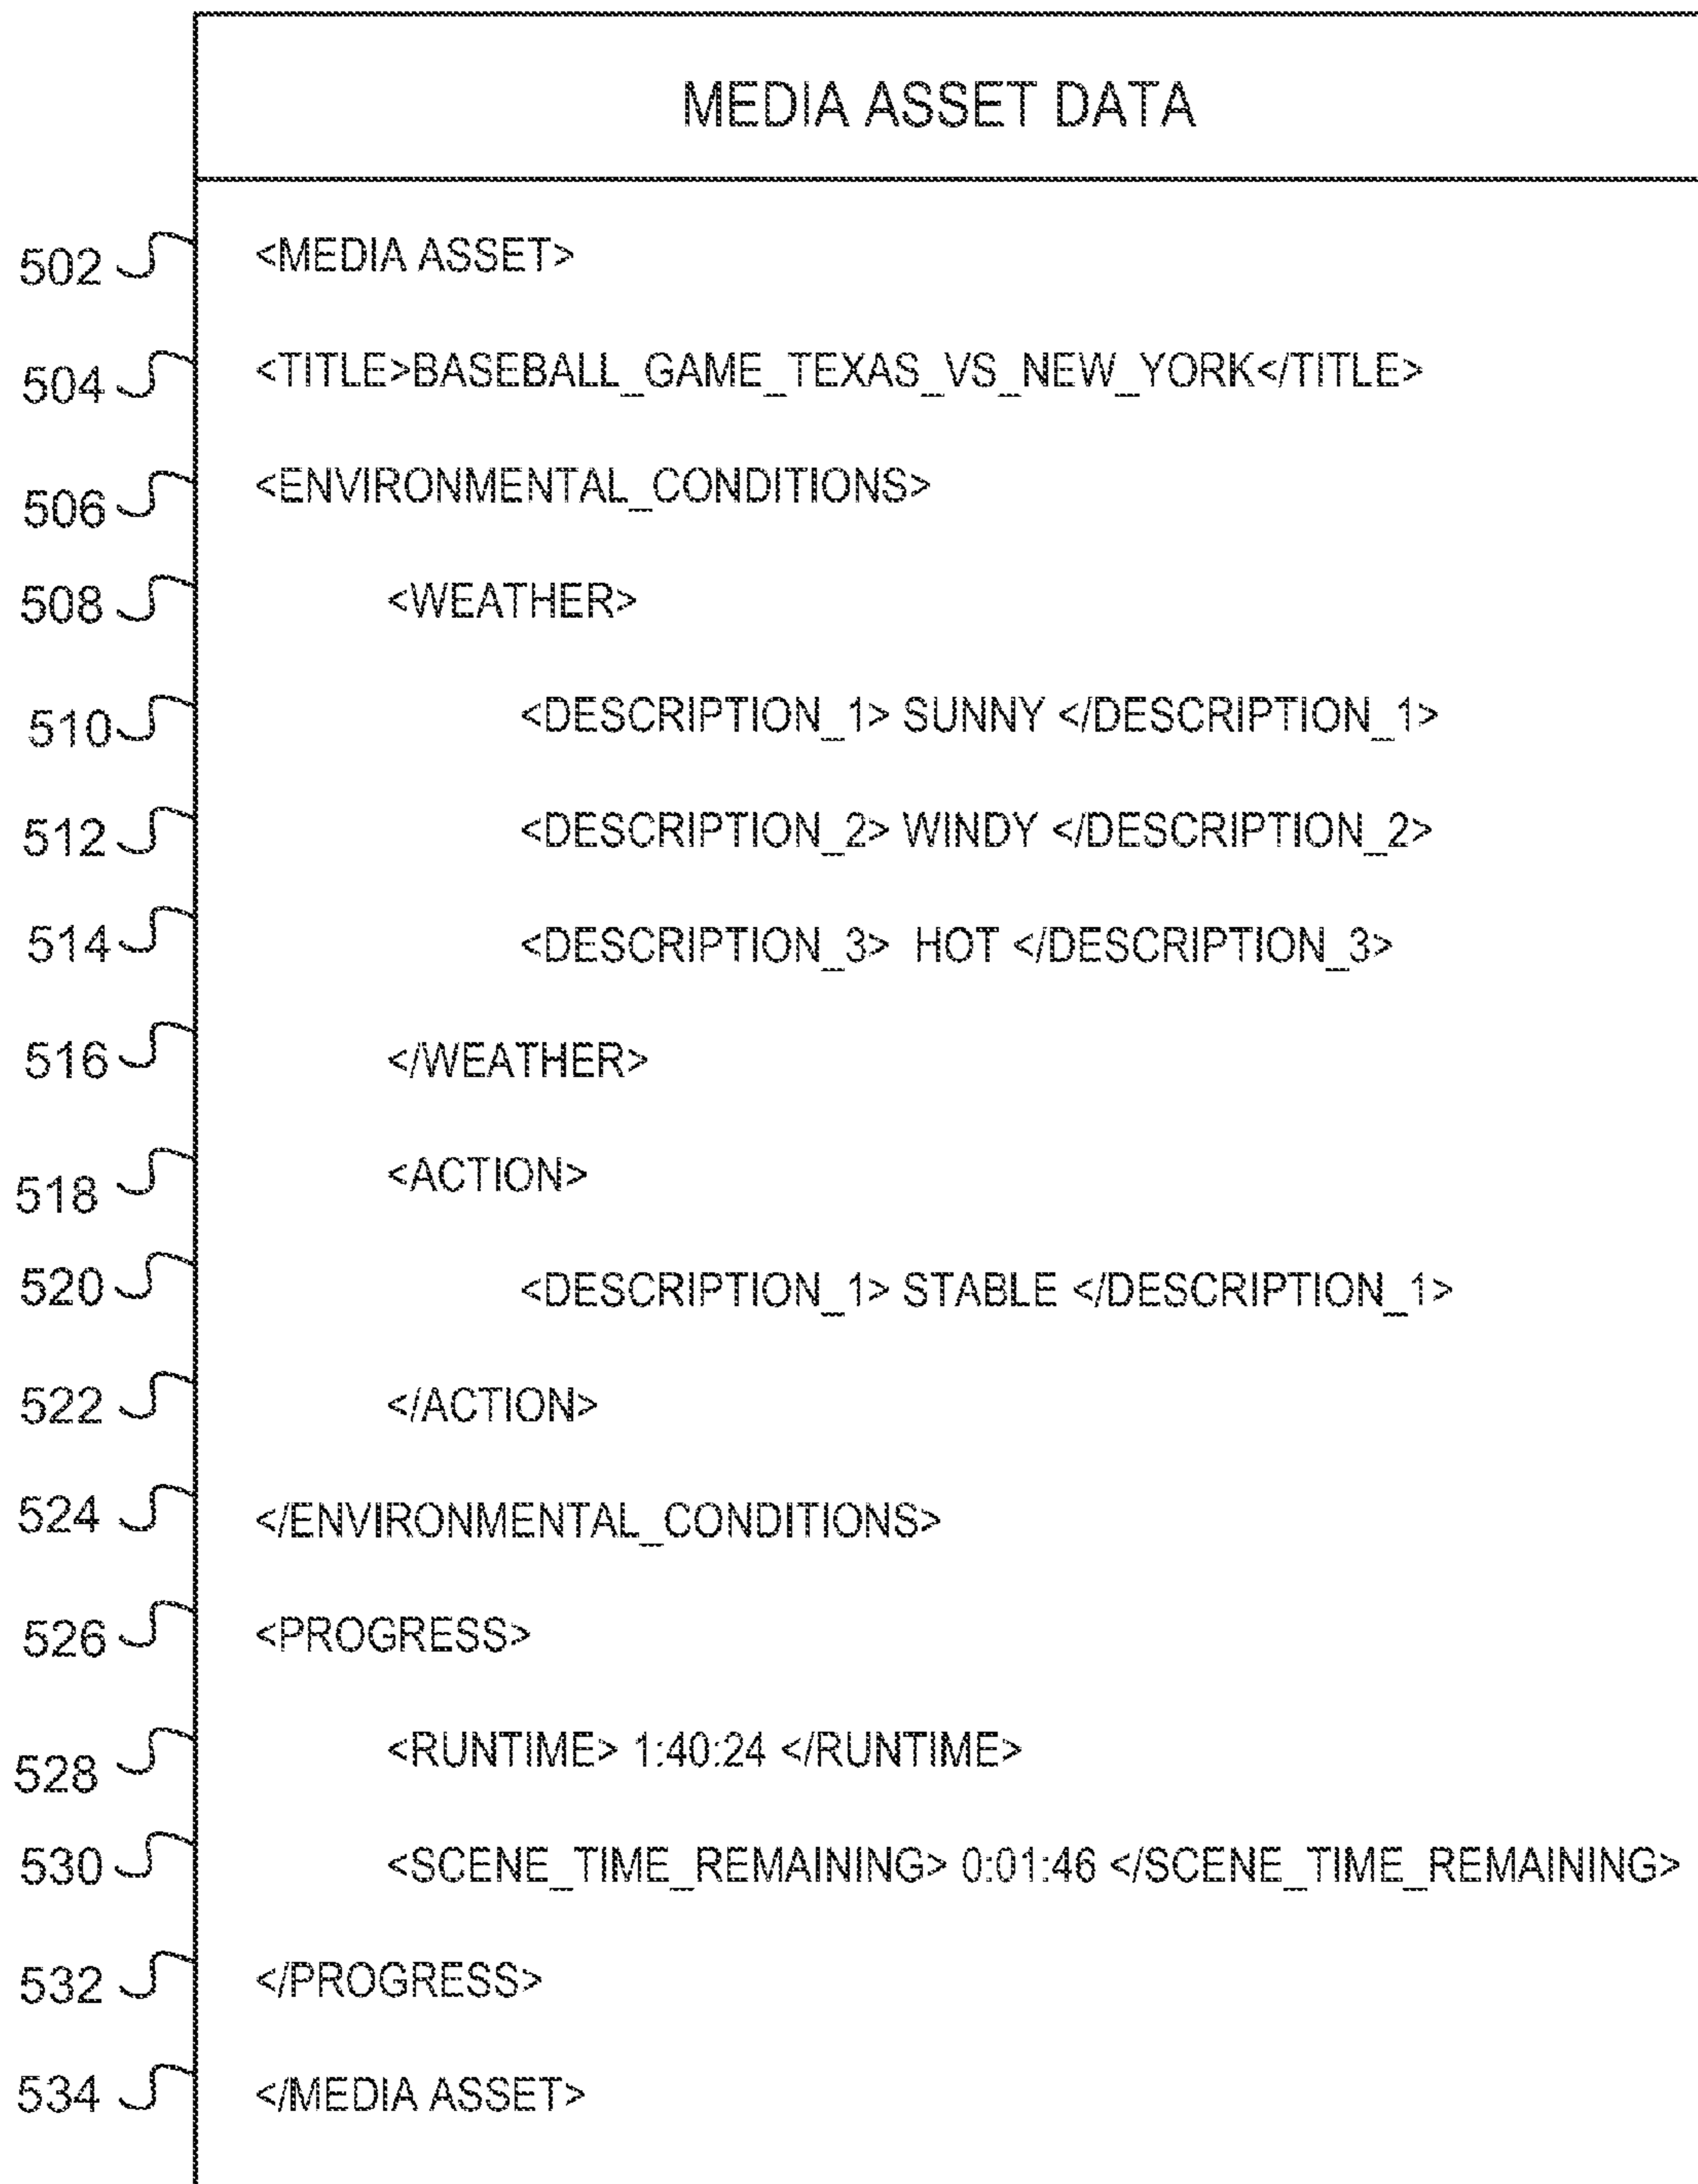 MEDIA ASSET DATA
502 <MEDIA ASSET>
504 <TITLE>BASEBALL_GAME_TEXAS_VS_NEW_YORK</TITLE>
506 <ENVIRONMENTAL_CONDITIONS>
508 <WEATHER>
510 <DESCRIPTION_1> SUNNY </DESCRIPTION_1>
512 <DESCRIPTION_2> WINDY </DESCRIPTION_2>
514 <DESCRIPTION_3> HOT </DESCRIPTION_3>
516 </WEATHER>
518 <ACTION>
520 <DESCRIPTION_1> STABLE </DESCRIPTION_1>
522 </ACTION>
524 </ENVIRONMENTAL_CONDITIONS>
526 <PROGRESS>
528 <RUNTIME> 1:40:24 </RUNTIME>
530 <SCENE_TIME_REMAINING> 0:01:46 </SCENE_TIME_REMAINING>
532 </PROGRESS>
534 </MEDIA ASSET>